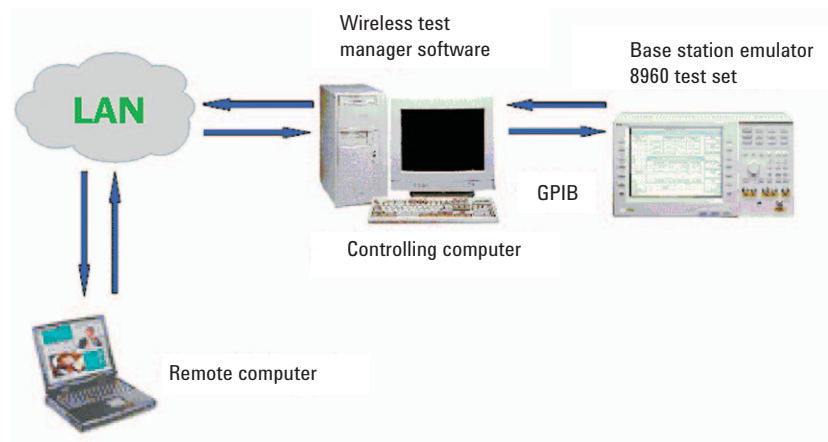 Wireless test
manager software
Base station emulator
8960 test set
LAN
GPIB
Controlling computer
Remote computer